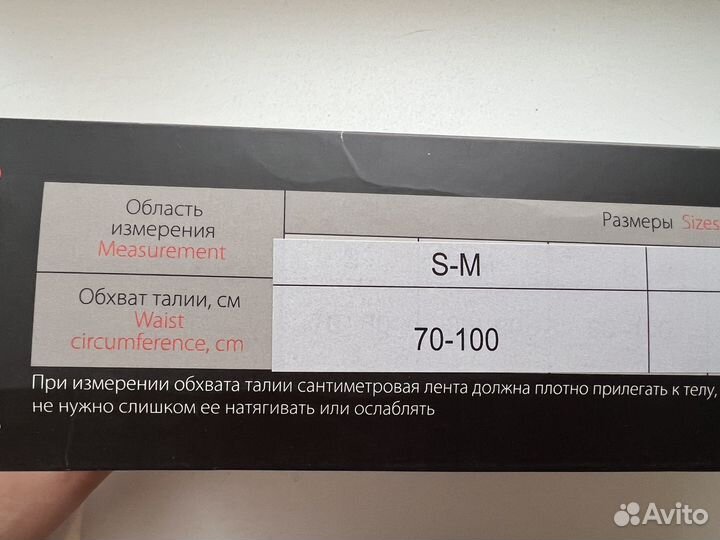 Область
измерения
Measurement
Размеры Sizes
S-M
Обхват талии, см
Waist
circumference, cm
70-100
При измерении обхвата талии сантиметровая лента должна плотно прилегать к телу,
не нужно слишком ее натягивать или ослаблять
Avito